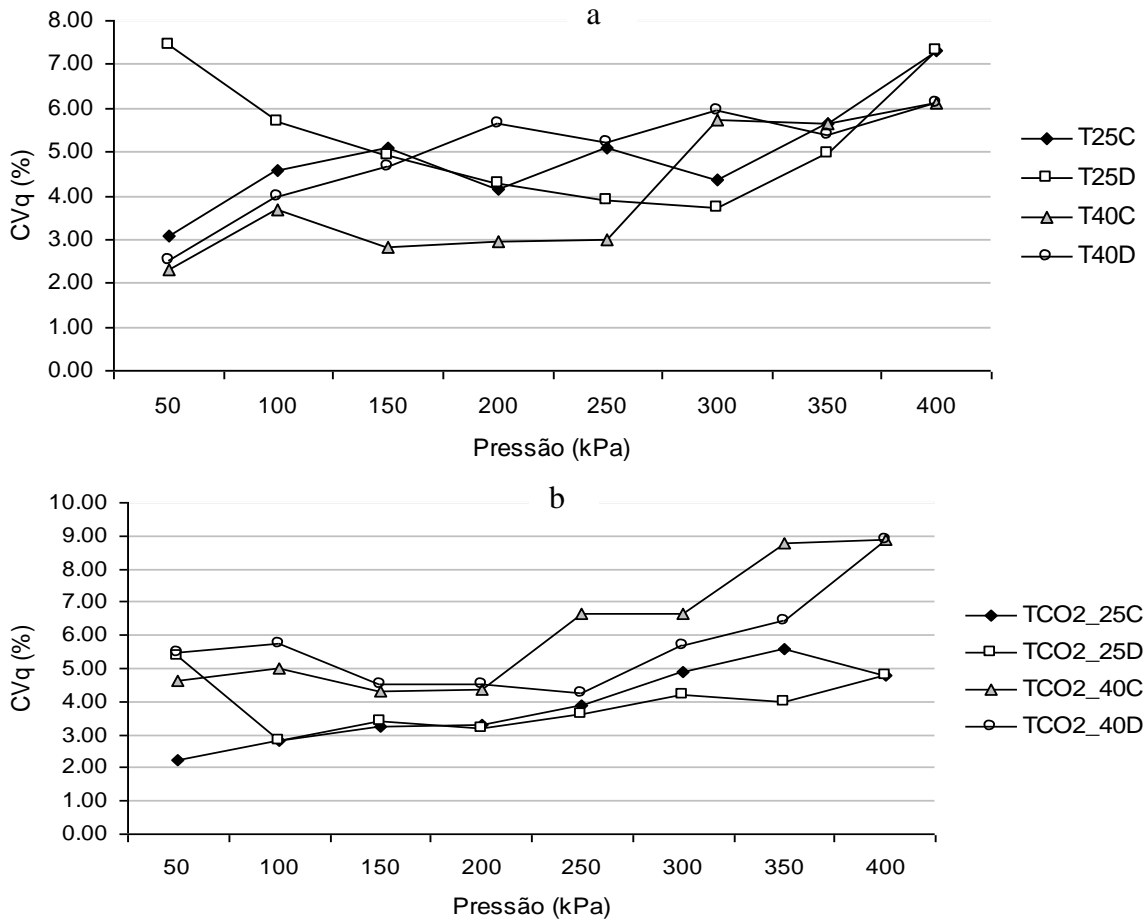 a
8.00
7.00
6.00
5.00
4.00
3.00
2.00
1.00
0.00
CVq (%)
50 100 150 200 250 300 350 400
Pressão (kPa)
T25C
T25D
T40C
T40D
b
10.00
9.00
8.00
7.00
6.00
5.00
4.00
3.00
2.00
1.00
0.00
CVq (%)
50 100 150 200 250 300 350 400
Pressão (kPa)
TCO2_25C
TCO2_25D
TCO2_40C
TCO2_40D